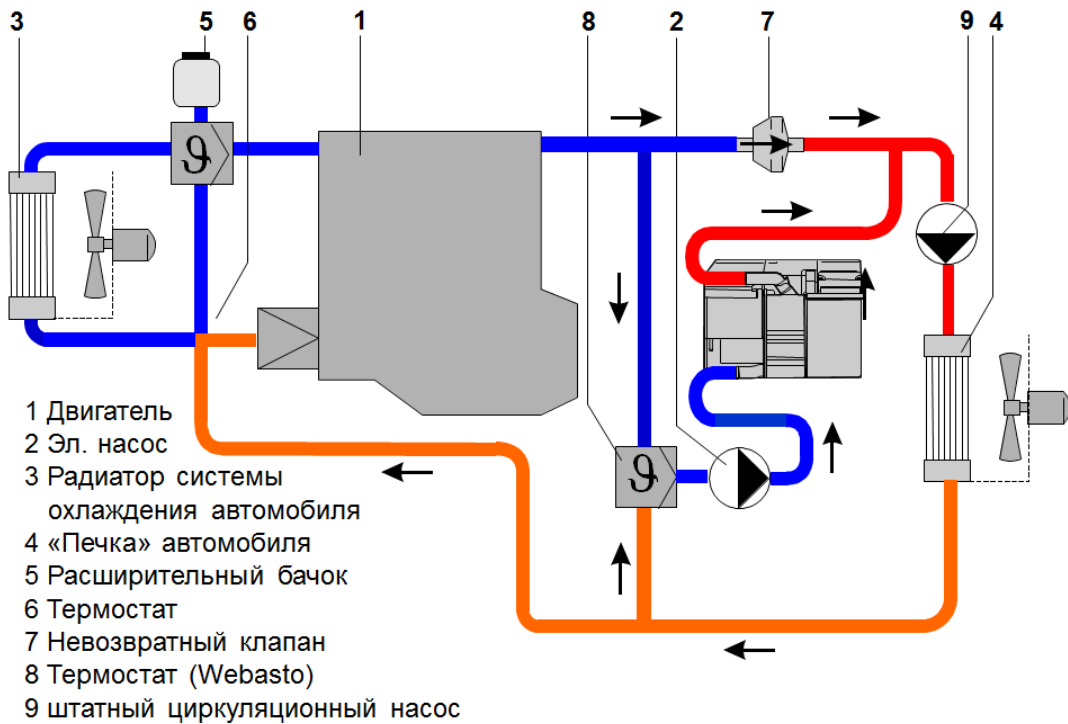 3 5 6 1 8 2 7 9 4
ϑ
ϑ
1 Двигатель
2 Эл. насос
3 Радиатор системы
охлаждения автомобиля
4 «Печка» автомобиля
5 Расширительный бачок
6 Термостат
7 Невозвратный клапан
8 Термостат (Webasto)
9 штатный циркуляционный насос